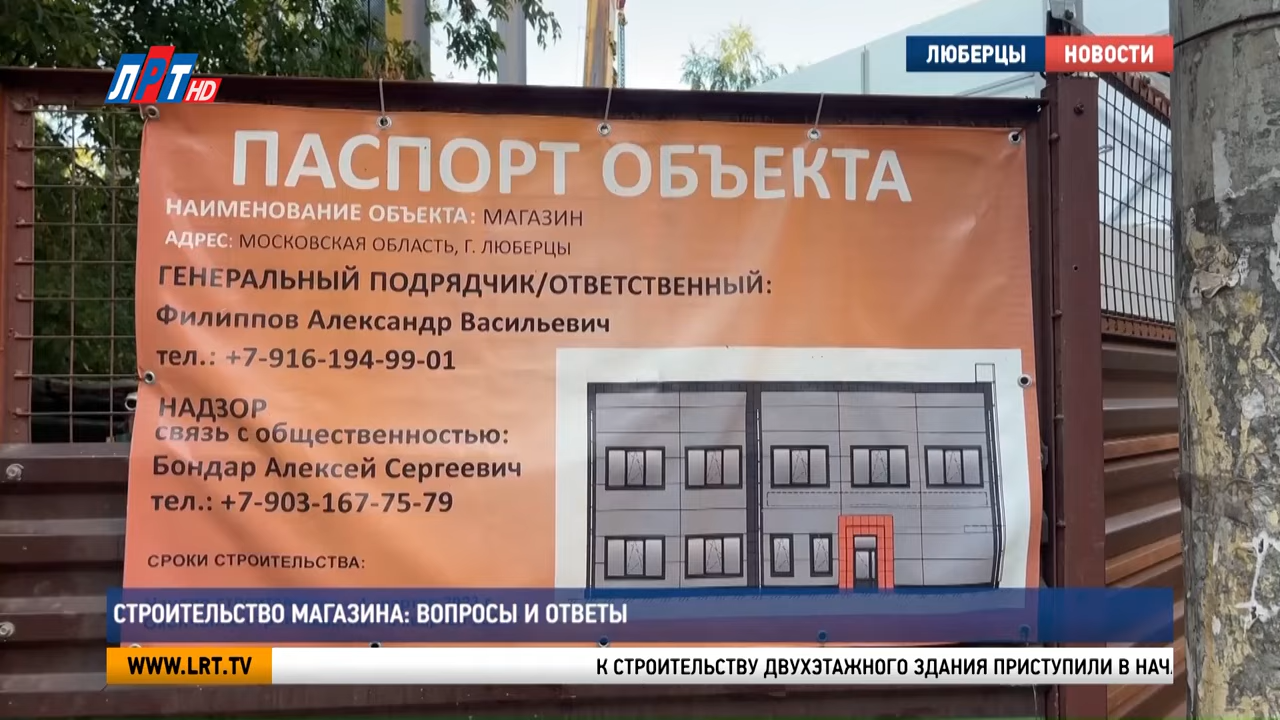 ЛРТ HD
ЛЮБЕРЦЫ НОВОСТИ
ПАСПОРТ ОБЪЕКТА
НАИМЕНОВАНИЕ ОБЪЕКТА: МАГАЗИН
АДРЕС: МОСКОВСКАЯ ОБЛАСТЬ, Г. ЛЮБЕРЦЫ
ГЕНЕРАЛЬНЫЙ ПОДРЯДЧИК/ОТВЕТСТВЕННЫЙ:
Филиппов Александр Васильевич
тел.: +7-916-194-99-01
НАДЗОР
связь с общественностью:
Бондар Алексей Сергеевич
тел.: +7-903-167-75-79
СРОКИ СТРОИТЕЛЬСТВА:
СТРОИТЕЛЬСТВО МАГАЗИНА: ВОПРОСЫ И ОТВЕТЫ
WWW.LRT.TV
К СТРОИТЕЛЬСТВУ ДВУХЭТАЖНОГО ЗДАНИЯ ПРИСТУПИЛИ В НАЧ